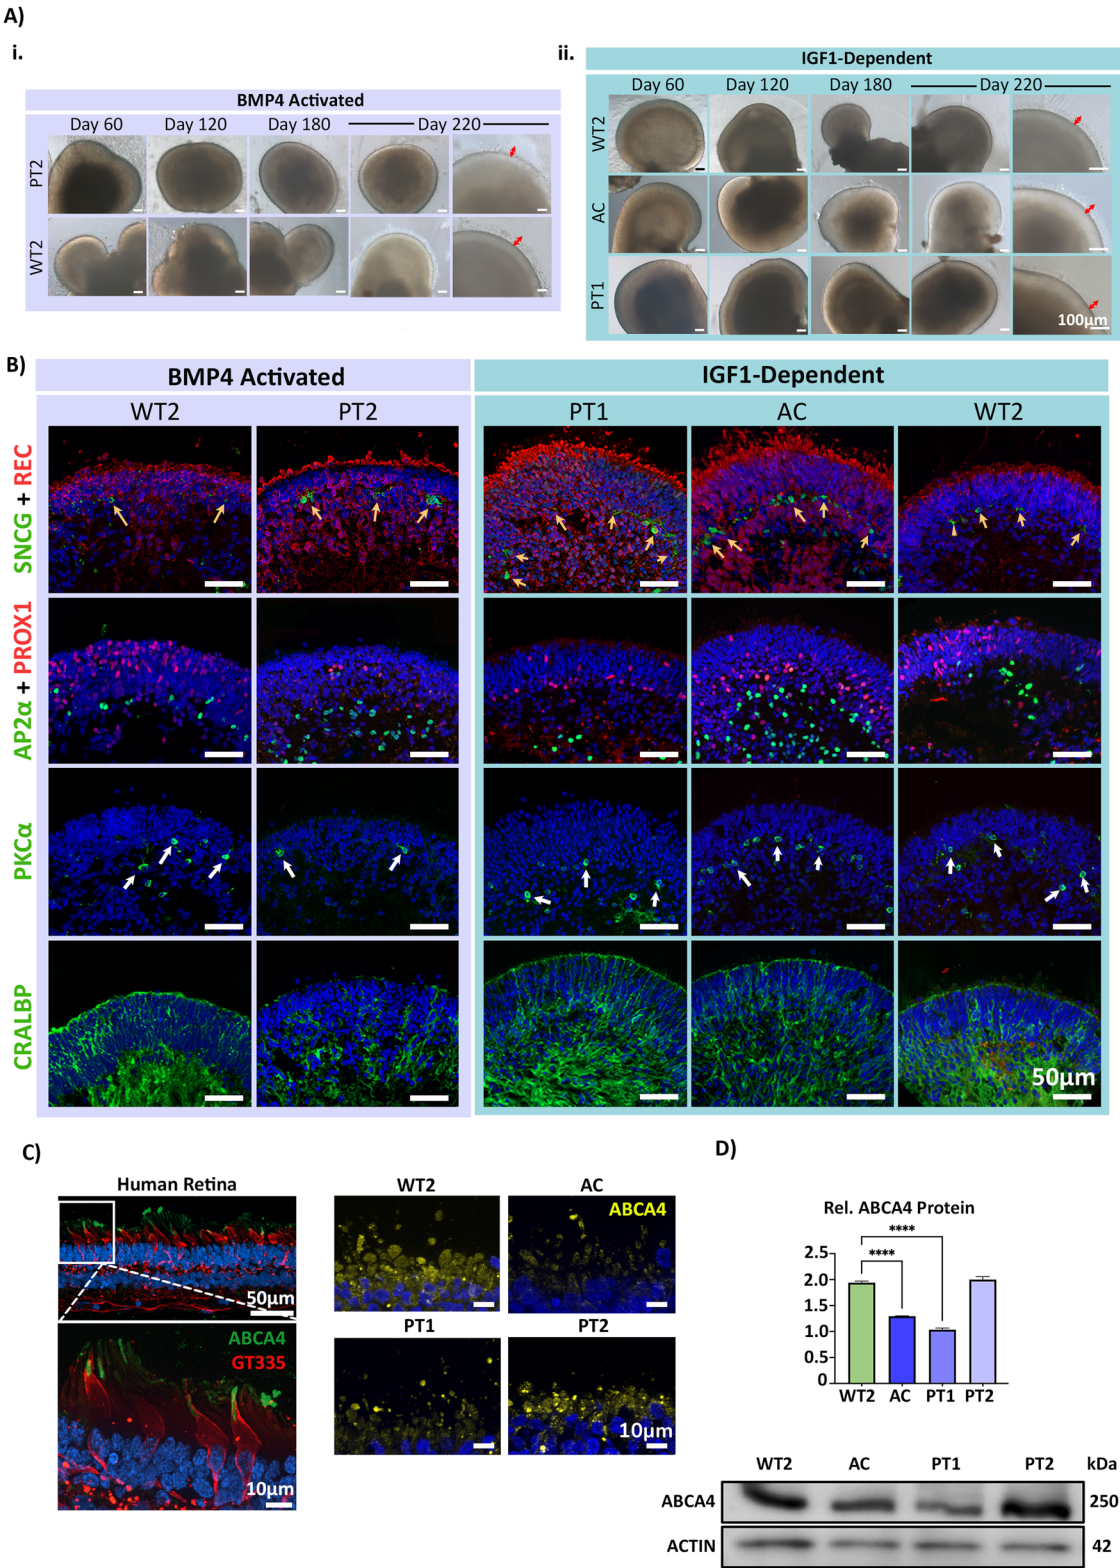 A)
i.
BMP4 Activated
Day 60 Day 120 Day 180 Day 220
PT2
WT2
ii.
IGF1-Dependent
Day 60 Day 120 Day 180 Day 220
WT2
AC
PT1
100µm
B)
BMP4 Activated
IGF1-Dependent
WT2 PT2 PT1 AC WT2
SNCG + REC
AP2α + PROX1
PKCα
CRALBP
50µm
C)
Human Retina
50µm
ABCA4
GT335
10µm
WT2 AC
ABCA4
PT1 PT2
10µm
D)
Rel. ABCA4 Protein
****
****
2.5
2.0
1.5
1.0
0.5
0
WT2 AC PT1 PT2
WT2 AC PT1 PT2 kDa
ABCA4 250
ACTIN 42